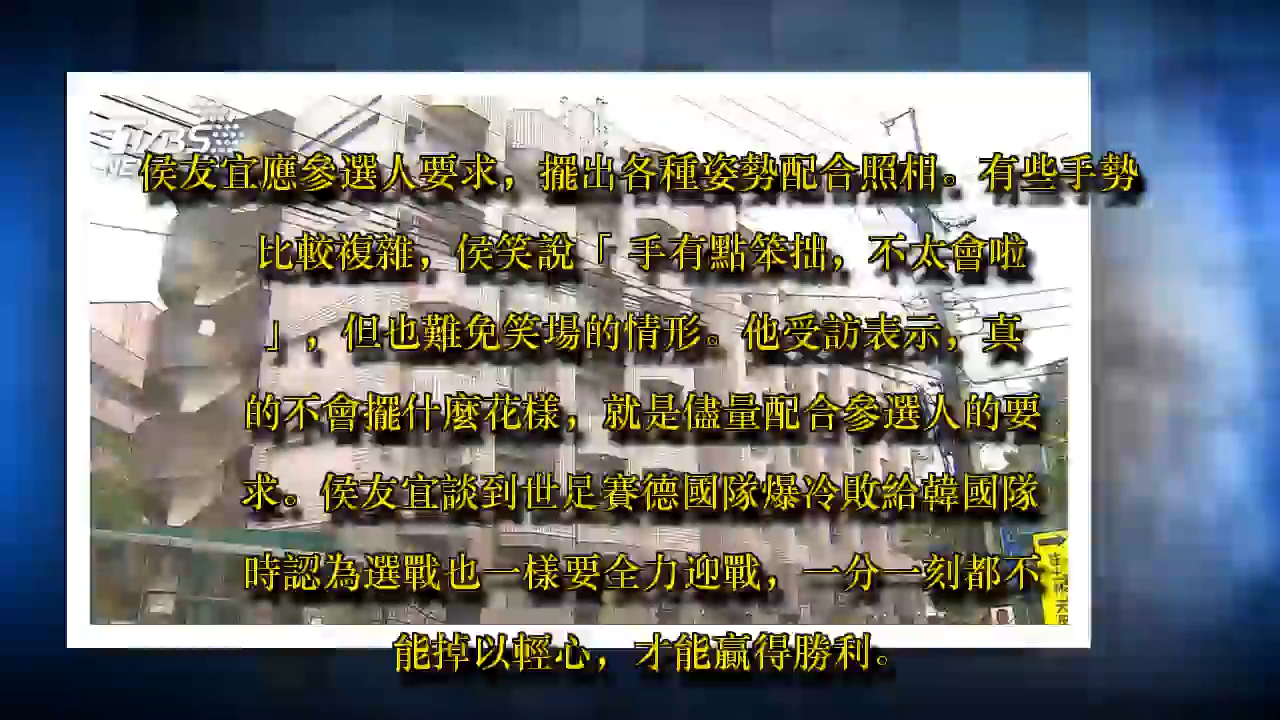 TVBS
NEWS
侯友宜應參選人要求，擺出各種姿勢配合照相。有些手勢
比較複雜，侯笑說「 手有點笨拙，不太會啦
」，但也難免笑場的情形。他受訪表示，真
的不會擺什麼花樣，就是儘量配合參選人的要
求。侯友宜談到世足賽德國隊爆冷敗給韓國隊
時認為選戰也一樣要全力迎戰，一分一刻都不
能掉以輕心，才能贏得勝利。